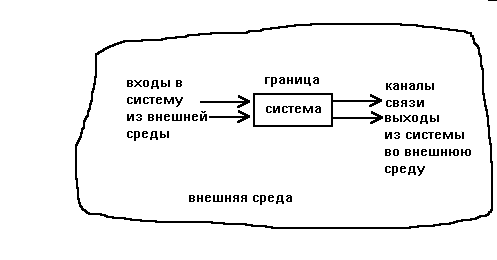 входы в
систему
из внешней
среды
граница
система
каналы
связи
выходы
из системы
во внешнюю
среду
внешняя среда